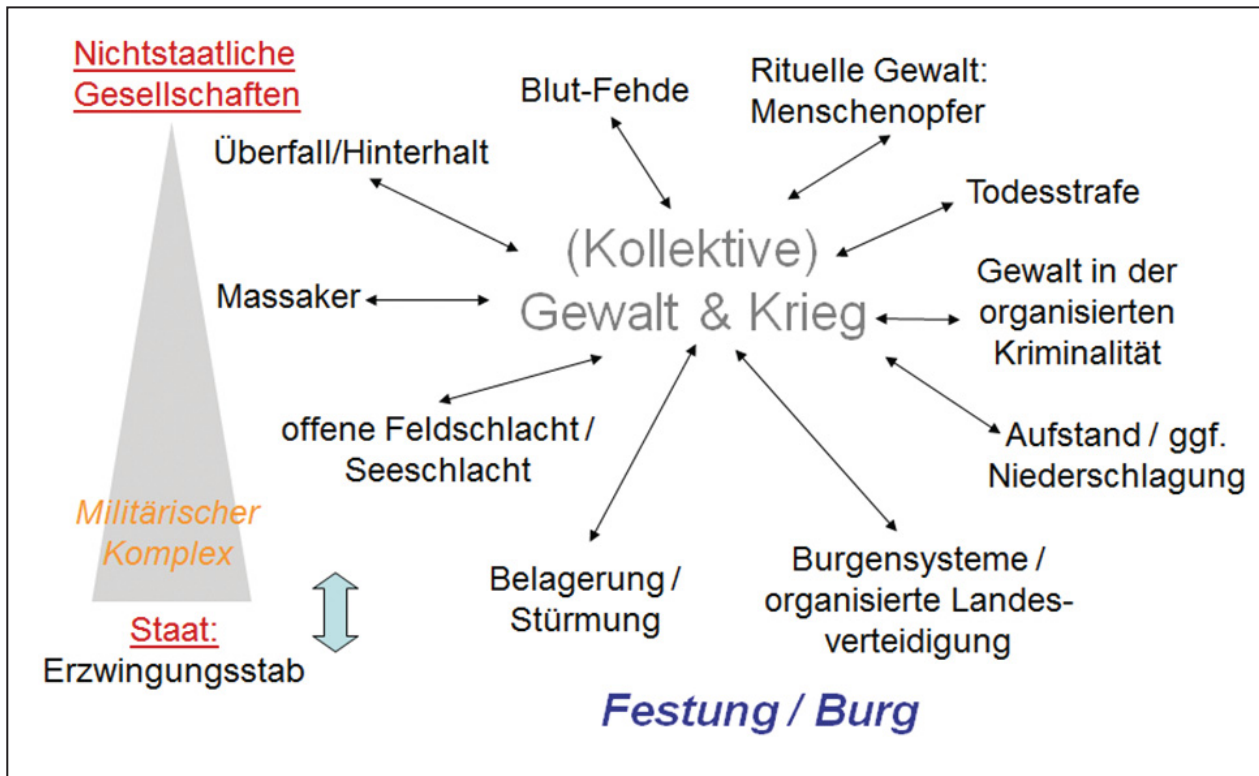 Nichtstaatliche
Gesellschaften
Blut-Fehde
Rituelle Gewalt:
Menschenopfer
Überfall/Hinterhalt
Todesstrafe
(Kollektive)
Gewalt & Krieg
Massaker
Gewalt in der
organisierten
Kriminalität
offene Feldschlacht /
Seeschlacht
Aufstand / ggf.
Niederschlagung
Militärischer
Komplex
Belagerung /
Stürmung
Burgensysteme /
organisierte Landes-
verteidigung
Staat:
Erzwingungsstab
Festung / Burg